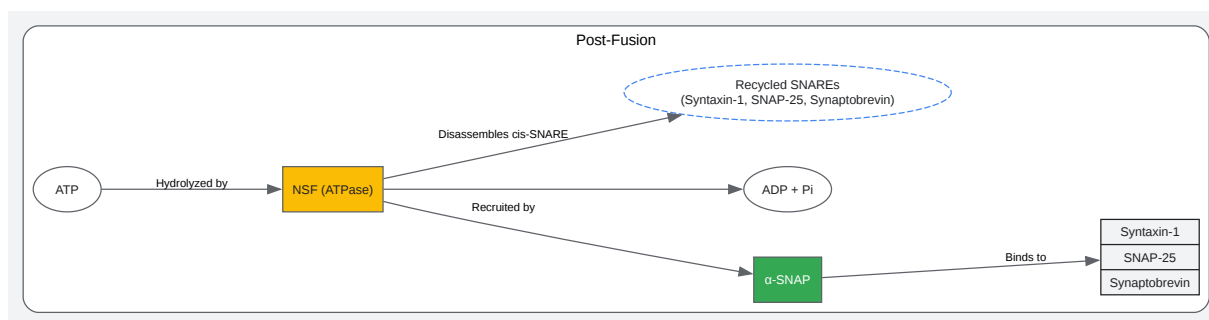 Post-Fusion
Recycled SNAREs
(Syntaxin-1, SNAP-25, Synaptobrevin)
Disassembles cis-SNARE
ATP
Hydrolyzed by
NSF (ATPase)
ADP + Pi
Recruited by
α-SNAP
Binds to
Syntaxin-1
SNAP-25
Synaptobrevin